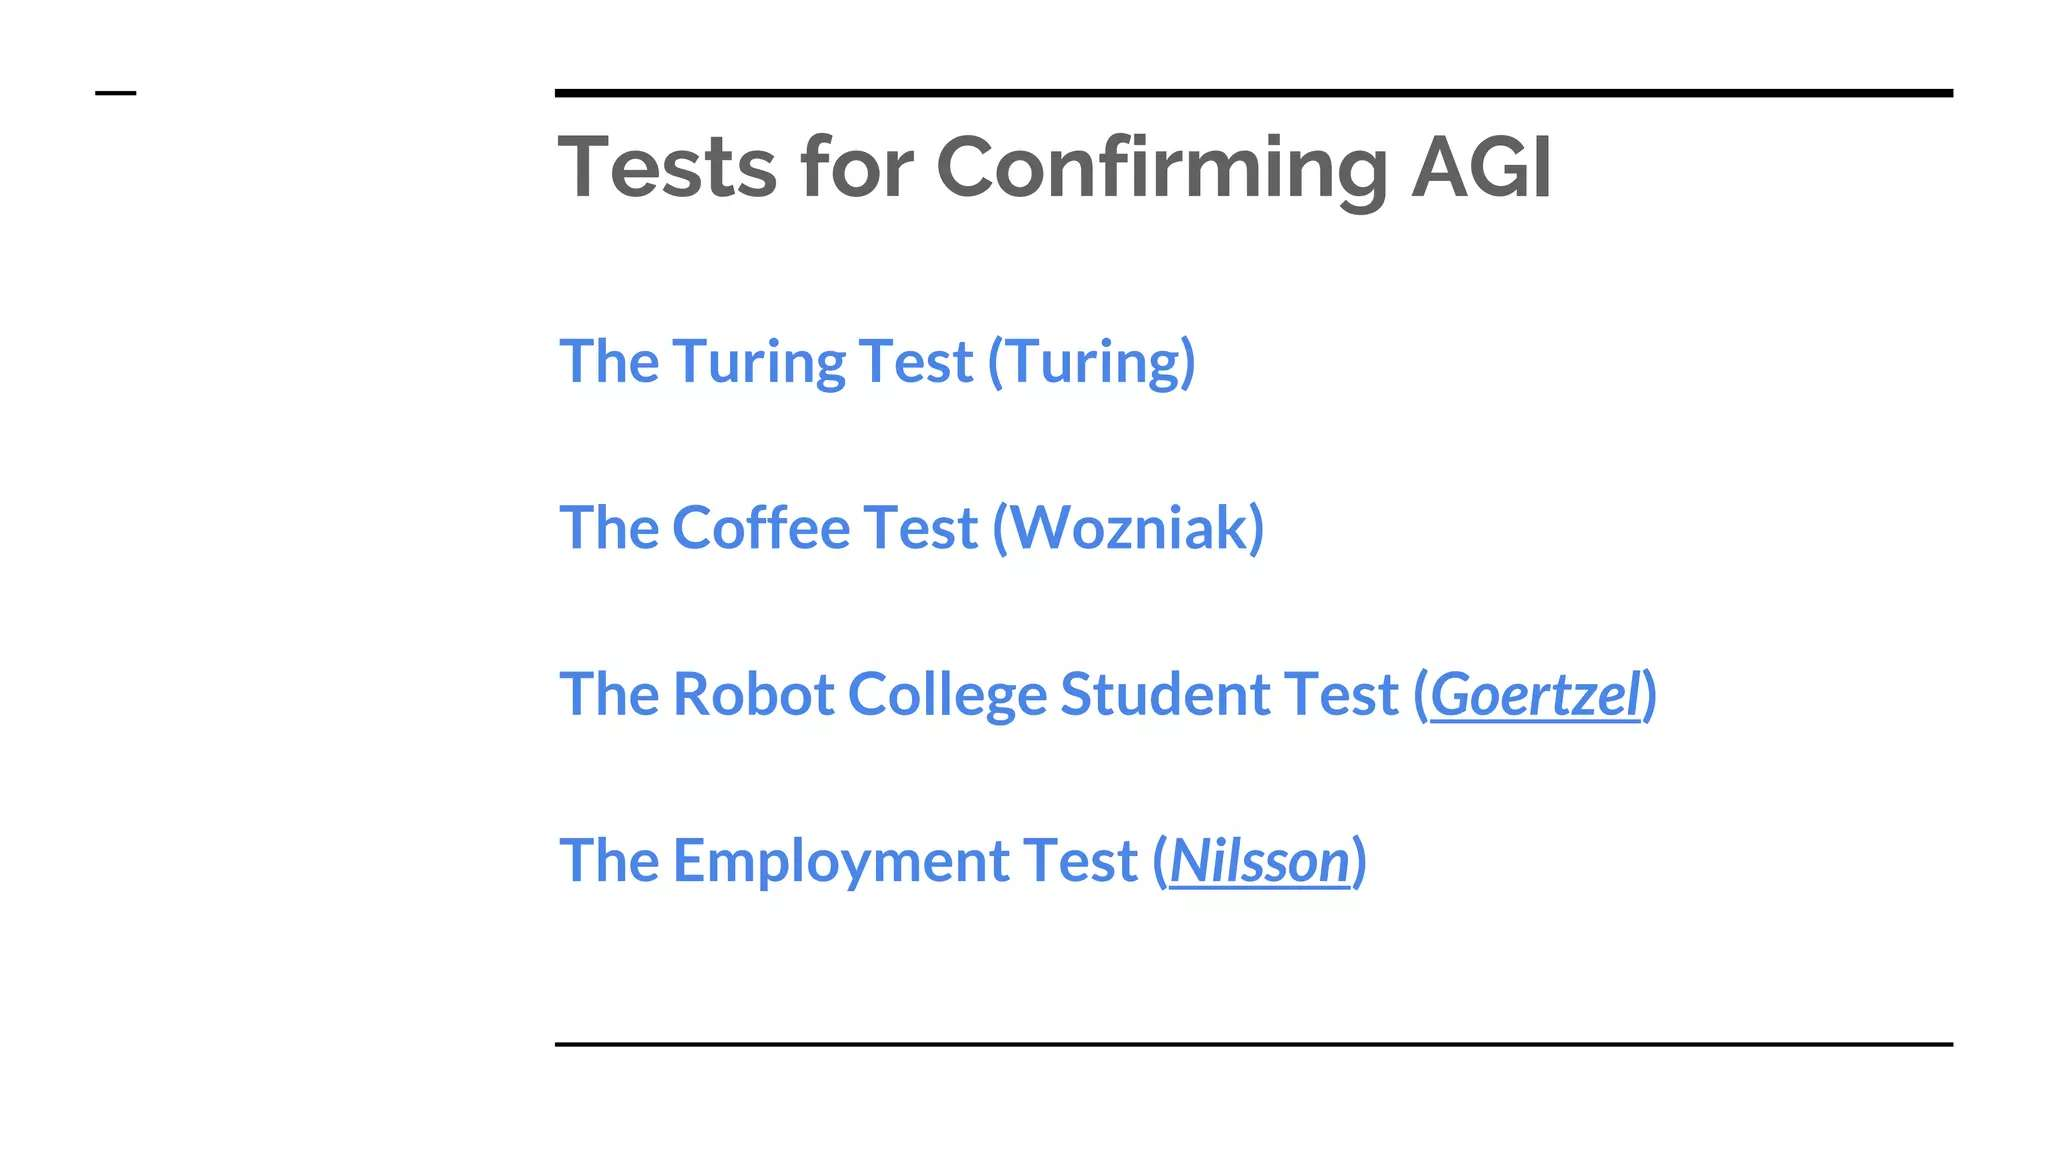 Tests for Confirming AGI
The Turing Test (Turing)
The Coffee Test (Wozniak)
The Robot College Student Test (Goertzel)
The Employment Test (Nilsson)